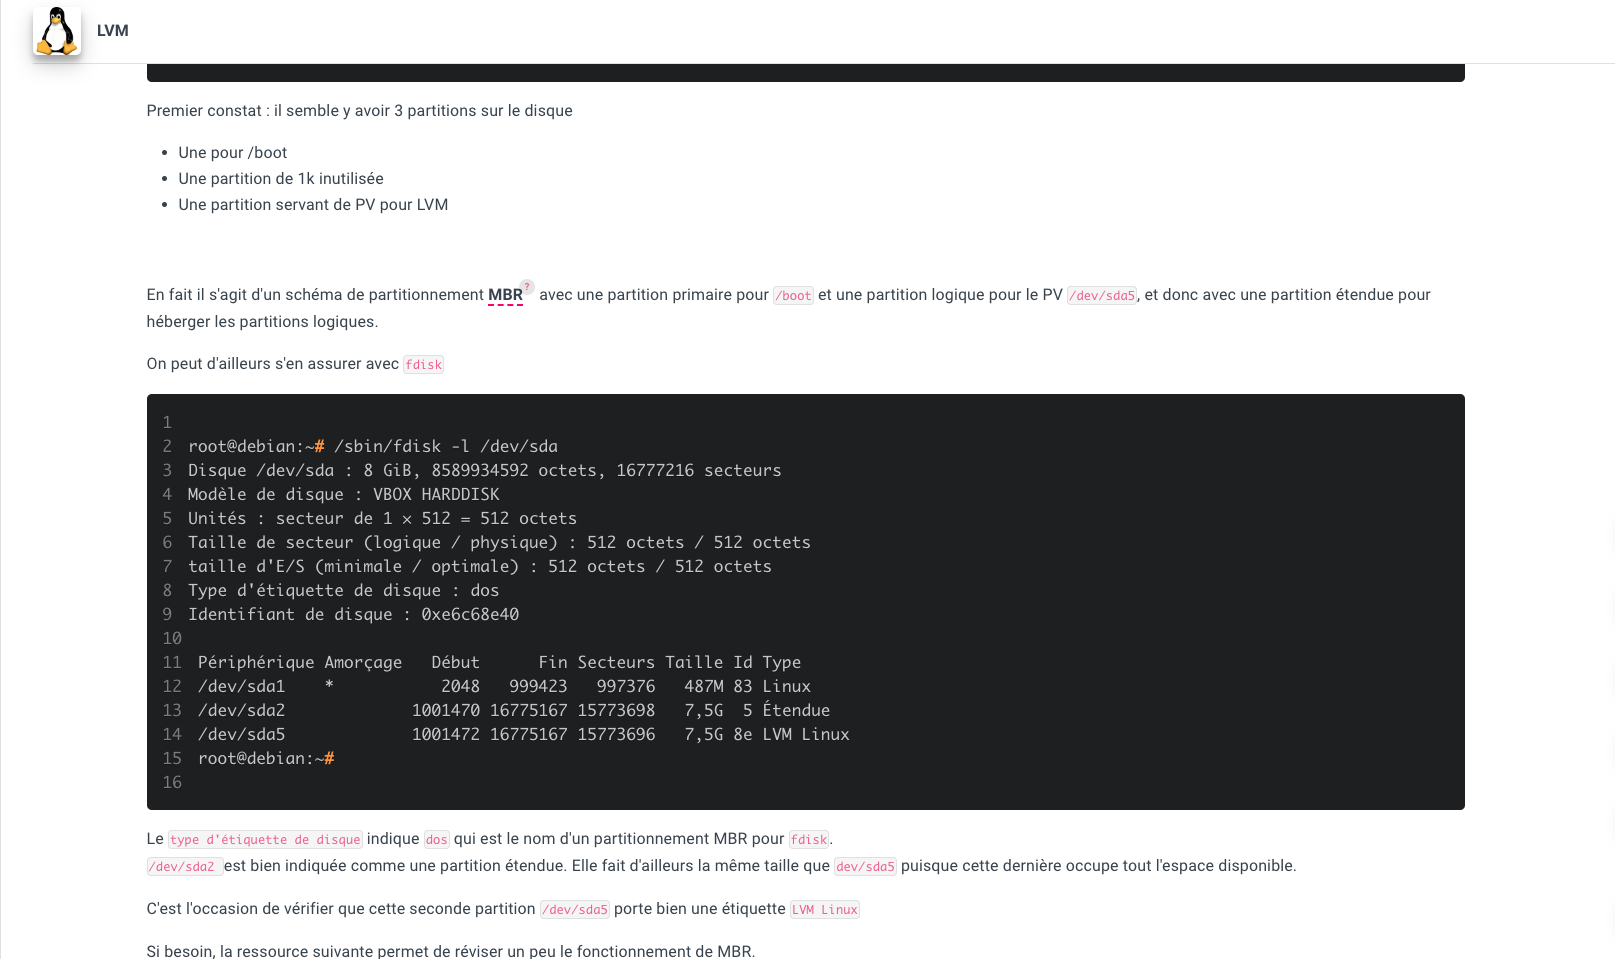 LVM
Premier constat : il semble y avoir 3 partitions sur le disque
• Une pour /boot
• Une partition de 1k inutilisée
• Une partition servant de PV pour LVM
En fait il s'agit d'un schéma de partitionnement MBR? avec une partition primaire pour /boot et une partition logique pour le PV /dev/sda5, et donc avec une partition étendue pour
héberger les partitions logiques.
On peut d'ailleurs s'en assurer avec fdisk
1
2 root@debian:~# /sbin/fdisk -l /dev/sda
3 Disque /dev/sda : 8 GiB, 8589934592 octets, 16777216 secteurs
4 Modèle de disque : VBOX HARDDISK
5 Unités : secteur de 1 × 512 = 512 octets
6 Taille de secteur (logique / physique) : 512 octets / 512 octets
7 taille d'E/S (minimale / optimale) : 512 octets / 512 octets
8 Type d'étiquette de disque : dos
9 Identifiant de disque : 0xe6c68e40
10
11 Périphérique Amorçage   Début      Fin Secteurs Taille Id Type
12 /dev/sda1    *           2048   999423   997376   487M 83 Linux
13 /dev/sda2             1001470 16775167 15773698   7,5G  5 Étendue
14 /dev/sda5             1001472 16775167 15773696   7,5G 8e LVM Linux
15 root@debian:~#
16
Le type d'étiquette de disque indique dos qui est le nom d'un partitionnement MBR pour fdisk.
/dev/sda2 est bien indiquée comme une partition étendue. Elle fait d'ailleurs la même taille que dev/sda5 puisque cette dernière occupe tout l'espace disponible.
C'est l'occasion de vérifier que cette seconde partition /dev/sda5 porte bien une étiquette LVM Linux
Si besoin, la ressource suivante permet de réviser un peu le fonctionnement de MBR.